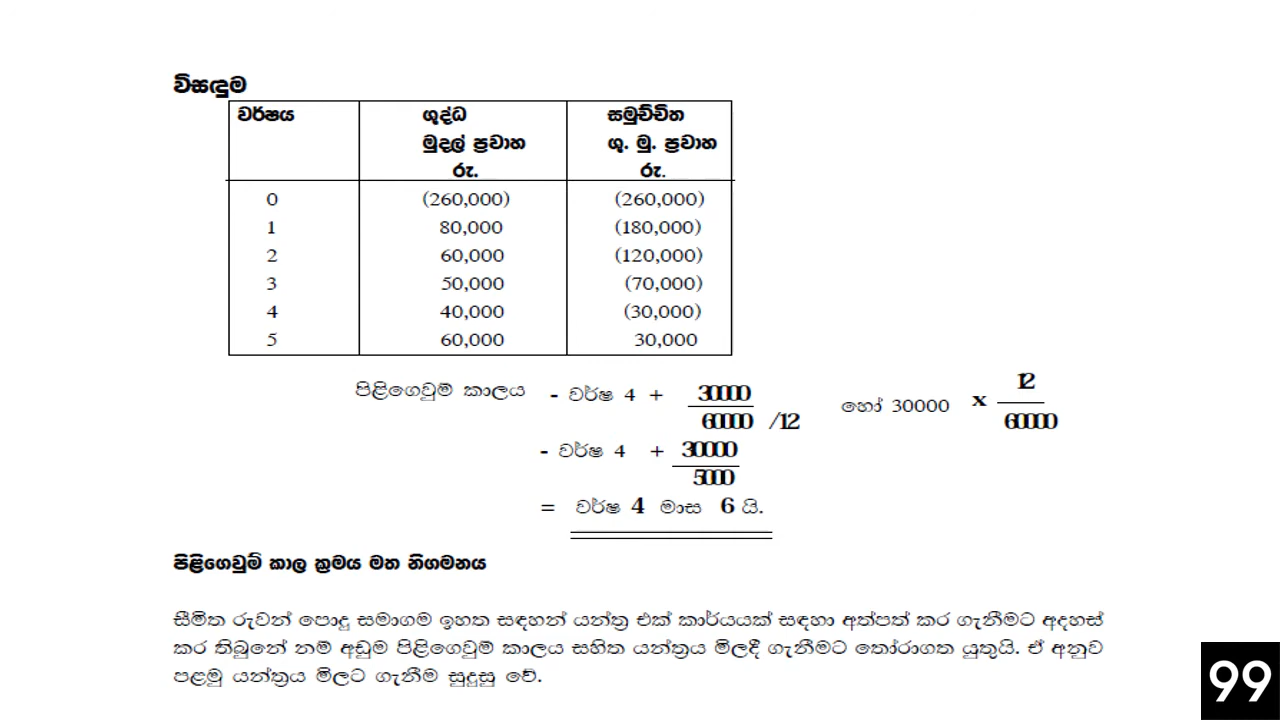 විසඳුම
වර්ෂය ශුද්ධ සමුච්චිත
මුදල් ප්‍රවාහ ශු. මු. ප්‍රවාහ
රු. රු.
0 (260,000) (260,000)
1 80,000 (180,000)
2 60,000 (120,000)
3 50,000 (70,000)
4 40,000 (30,000)
5 60,000 30,000
පිළිගෙවුම් කාලය - වර්ෂ 4 + 30000 හෝ 30000 x 12
60000 /12 60000
- වර්ෂ 4 + 30000
5000
= වර්ෂ 4 මාස 6 යි.
පිළිගෙවුම් කාල ක්‍රමය මත නිගමනය
සීමිත රුවන් පොදු සමාගම ඉහත සඳහන් යන්ත්‍ර එක් කාර්යයක් සඳහා අත්පත් කර ගැනීමට අදහස්
කර තිබුනේ නම් අඩුම පිළිගෙවුම් කාලය සහිත යන්ත්‍රය මිලදී ගැනීමට තෝරාගත යුතුයි. ඒ අනුව
පළමු යන්ත්‍රය මිලට ගැනීම සුදුසු වේ.
99